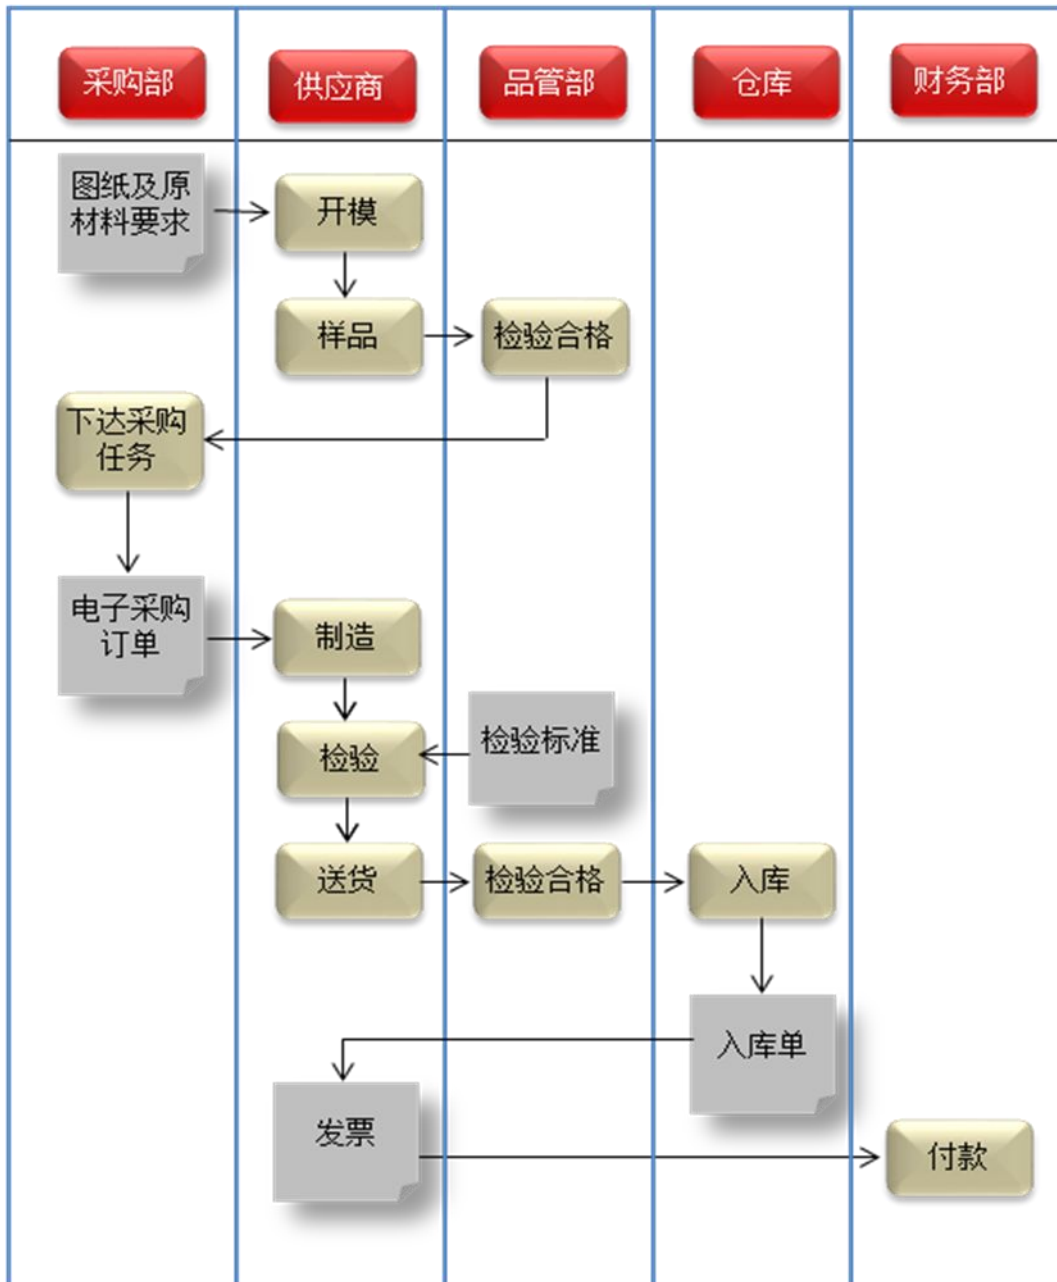 采购部
供应商
品管部
仓库
财务部
图纸及原
材料要求
开模
样品
检验合格
下达采购
任务
电子采购
订单
制造
检验
检验标准
送货
检验合格
入库
入库单
发票
付款